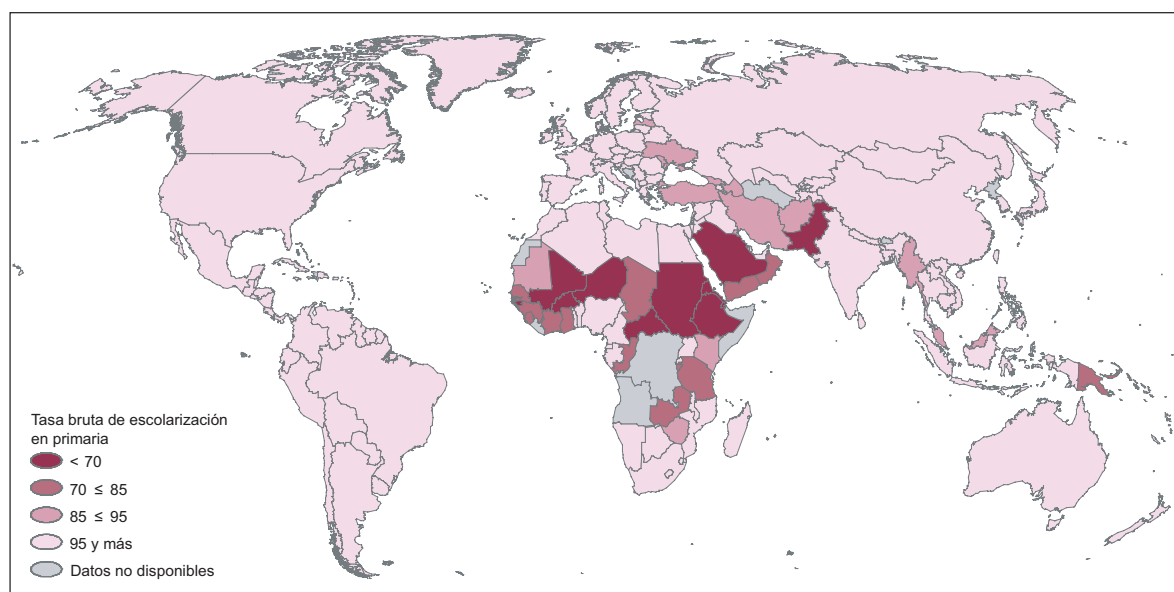 Tasa bruta de escolarización
en primaria
< 70
70 ≤ 85
85 ≤ 95
95 y más
Datos no disponibles